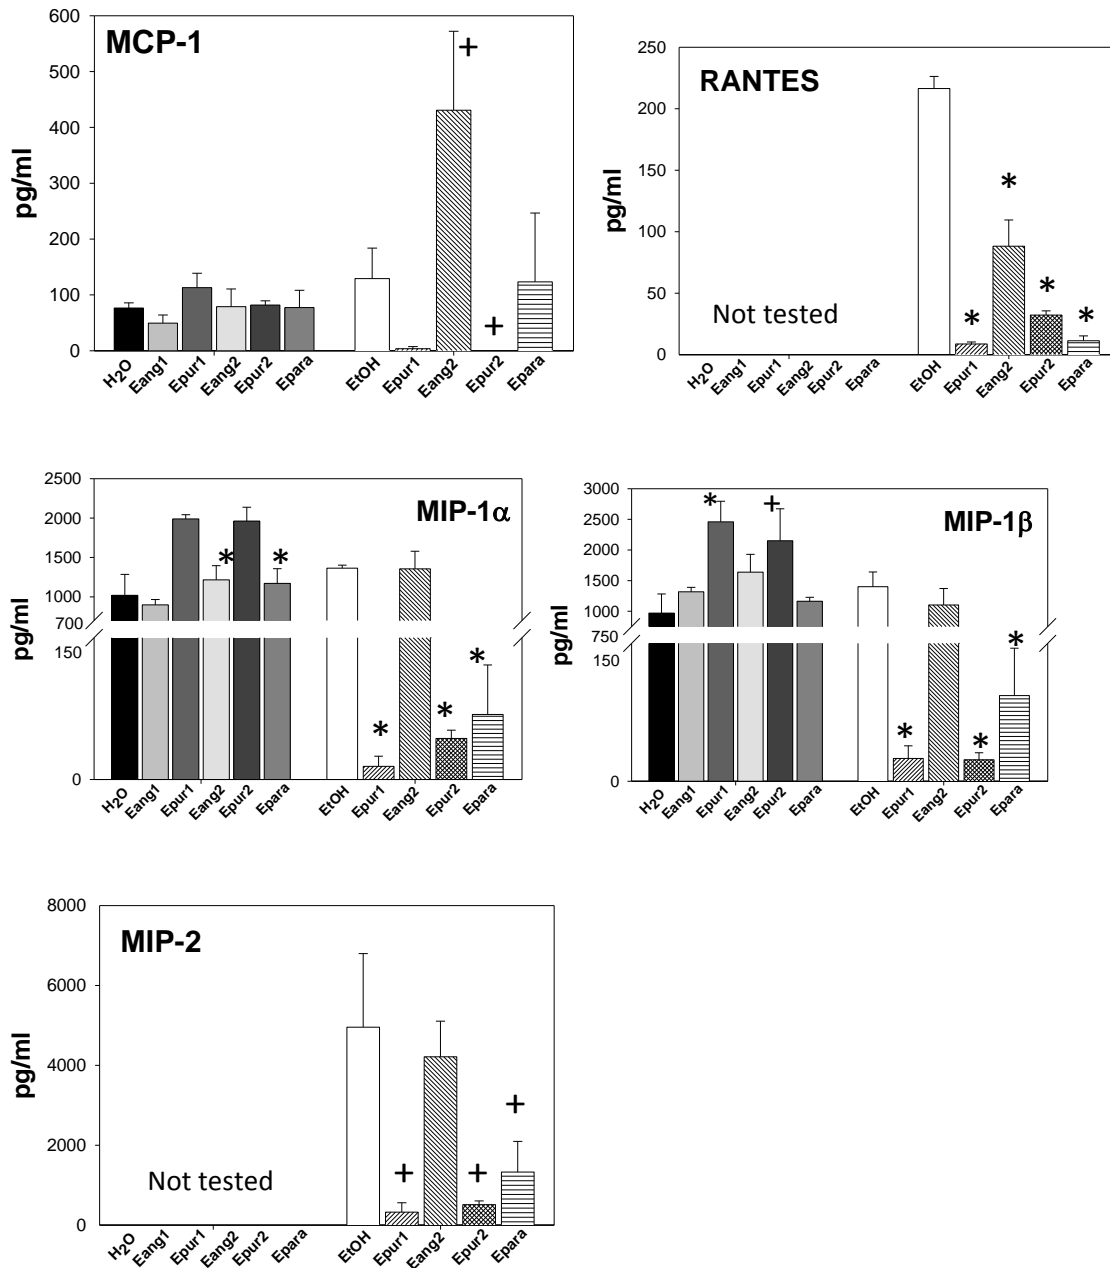 MCP-1
pg/ml
600
500
400
300
200
100
0
+
+
H₂O Eang1 Epur1 Eang2 Epur2 Epara EtOH Epur1 Eang2 Epur2 Epara
RANTES
pg/ml
250
200
150
100
50
0
Not tested
* * * *
H₂O Eang1 Epur1 Eang2 Epur2 Epara EtOH Epur1 Eang2 Epur2 Epara
MIP-1α
pg/ml
2500
2000
1500
1000
700
150
0
* * * * *
H₂O Eang1 Epur1 Eang2 Epur2 Epara EtOH Epur1 Eang2 Epur2 Epara
MIP-1β
pg/ml
3000
2500
2000
1500
1000
750
150
0
* + * * *
H₂O Eang1 Epur1 Eang2 Epur2 Epara EtOH Epur1 Eang2 Epur2 Epara
MIP-2
pg/ml
8000
6000
4000
2000
0
Not tested
+ + +
H₂O Eang1 Epur1 Eang2 Epur2 Epara EtOH Epur1 Eang2 Epur2 Epara